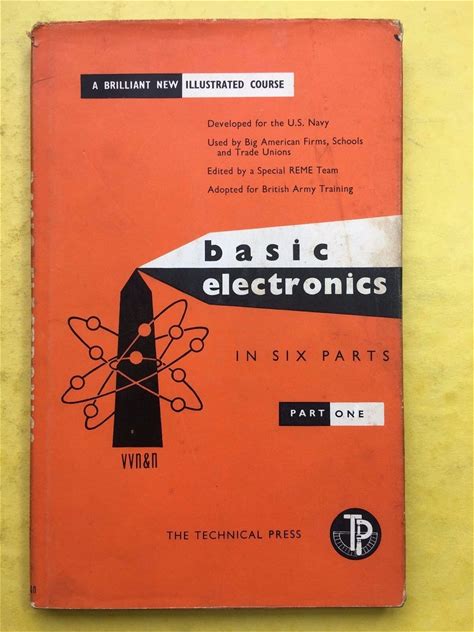 A BRILLIANT NEW ILLUSTRATED COURSE
Developed for the U.S. Navy
Used by Big American Firms, Schools
and Trade Unions
Edited by a Special REME Team
Adopted for British Army Training
basic
electronics
IN SIX PARTS
PART ONE
VVN&N
THE TECHNICAL PRESS
TP